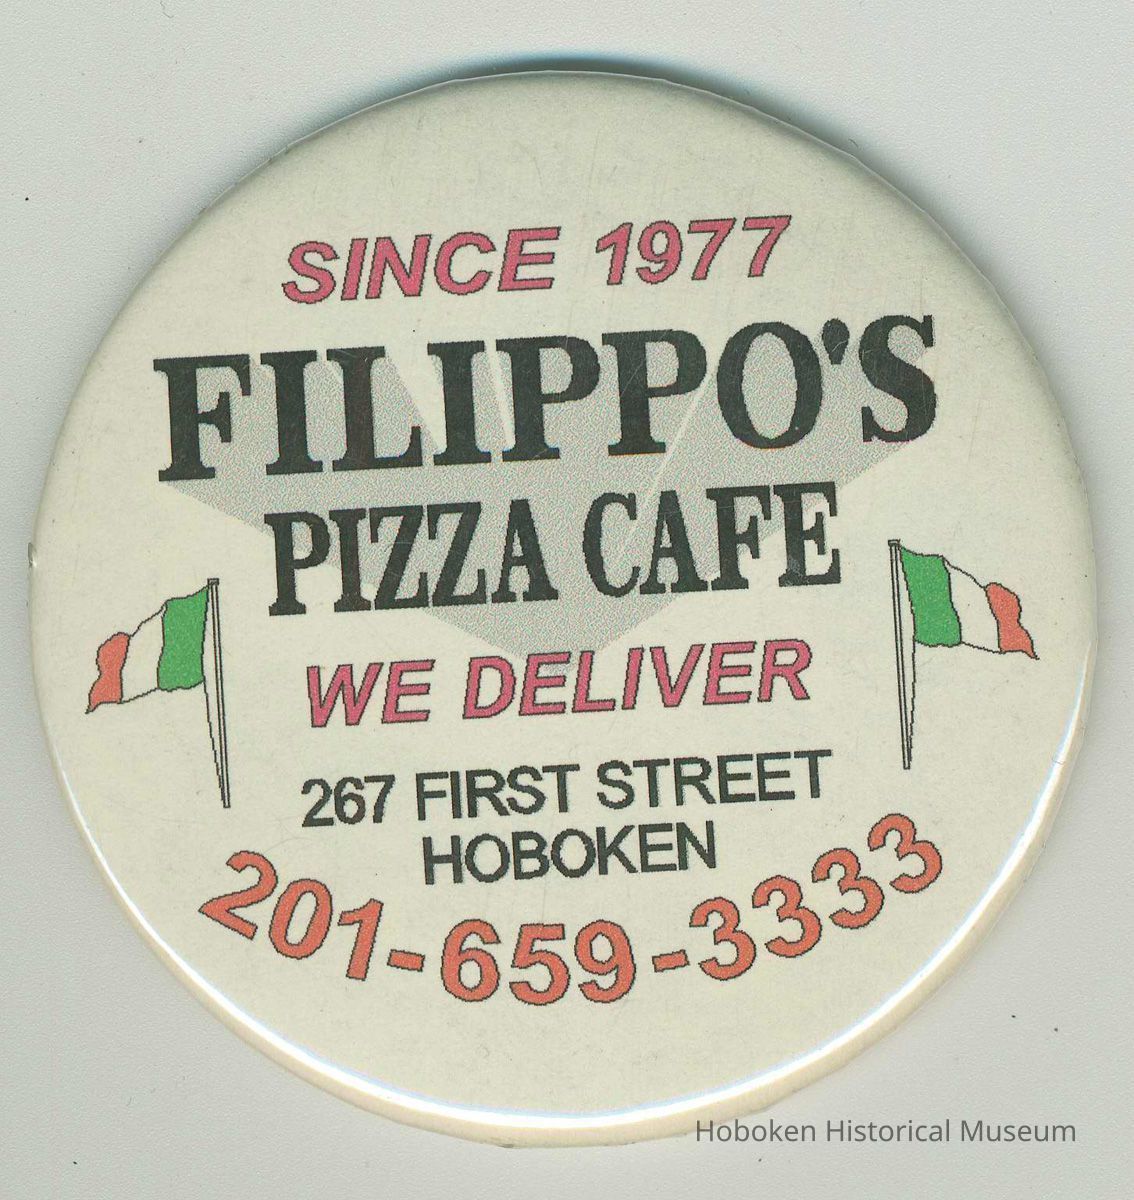 SINCE 1977
FILIPPO'S
PIZZA CAFE
WE DELIVER
267 FIRST STREET
HOBOKEN
201-659-3333
Hoboken Historical Museum